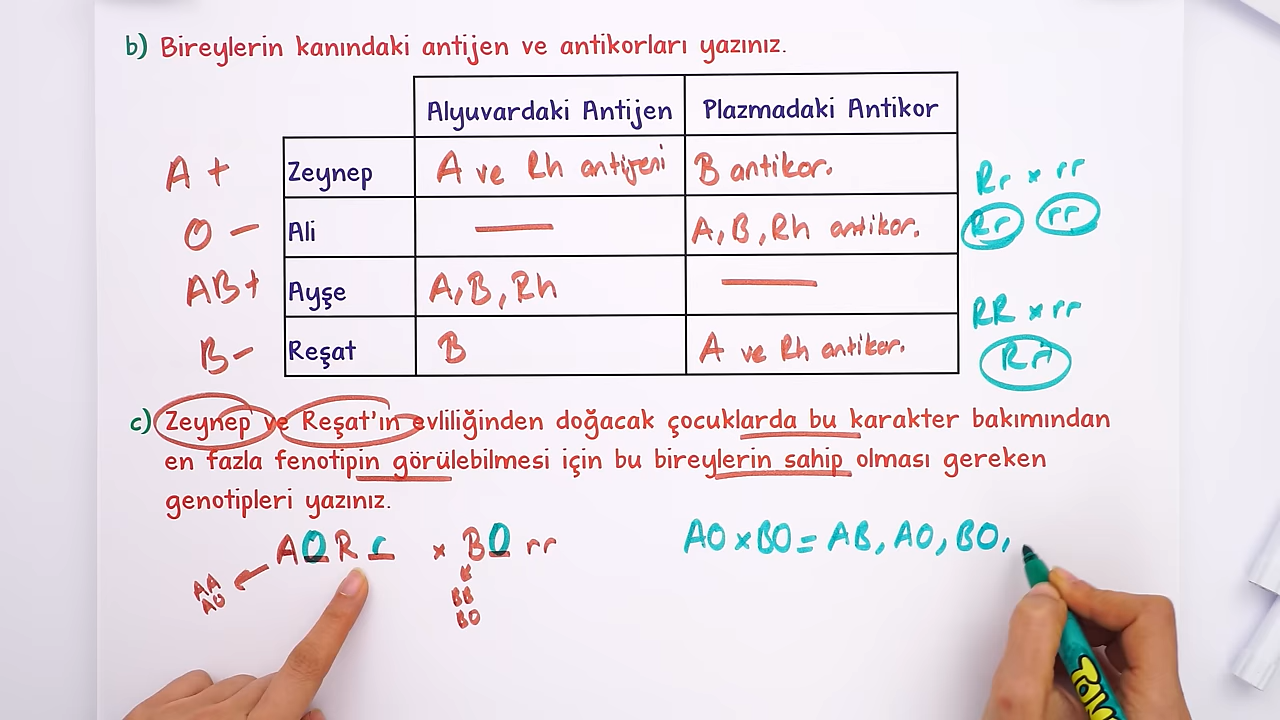 b) Bireylerin kanındaki antijen ve antikorları yazınız.
Alyuvardaki Antijen Plazmadaki Antikor
A + Zeynep A ve Rh antijeni B antikor. Rr x rr
O - Ali — A, B, Rh antikor. Rr rr
AB+ Ayşe A, B, Rh — RR x rr
B- Reşat B A ve Rh antikor. Rr
c) Zeynep ve Reşat'ın evliliğinden doğacak çocuklarda bu karakter bakımından
en fazla fenotipin görülebilmesi için bu bireylerin sahip olması gereken
genotipleri yazınız.
AO R r x BO rr AO x BO = AB, AO, BO,
AA
AO
BB
BO